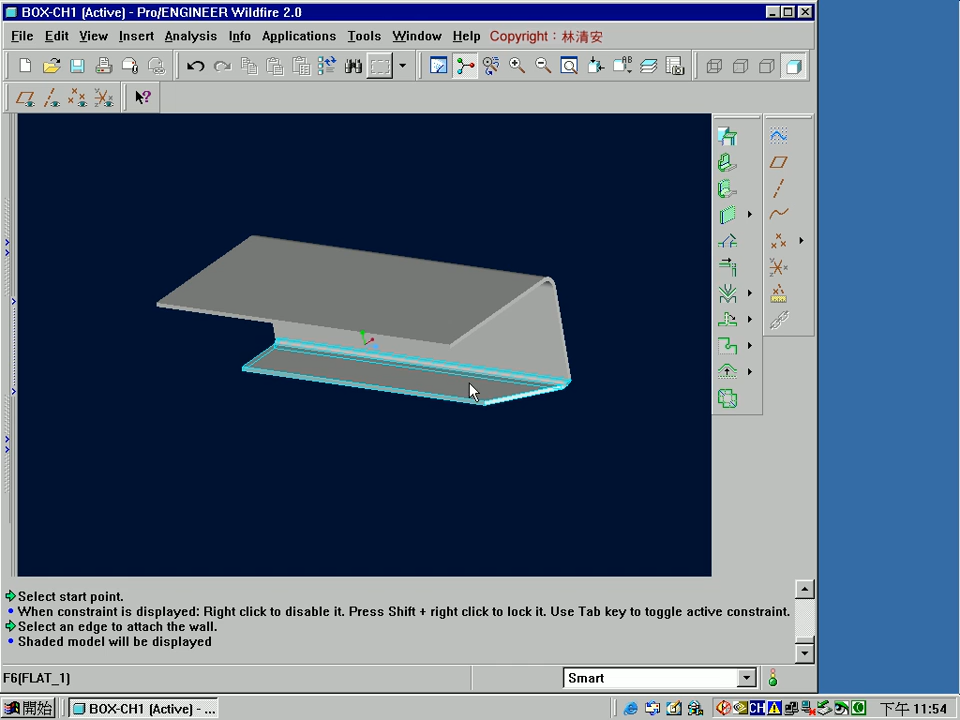 BOX-CH1 (Active) - Pro/ENGINEER Wildfire 2.0
File Edit View Insert Analysis Info Applications Tools Window Help Copyright：林清安
Select start point.
When constraint is displayed: Right click to disable it. Press Shift + right click to lock it. Use Tab key to toggle active constraint.
Select an edge to attach the wall.
Shaded model will be displayed
F6(FLAT_1)
Smart
開始
BOX-CH1 (Active) - ...
CH
下午 11:54